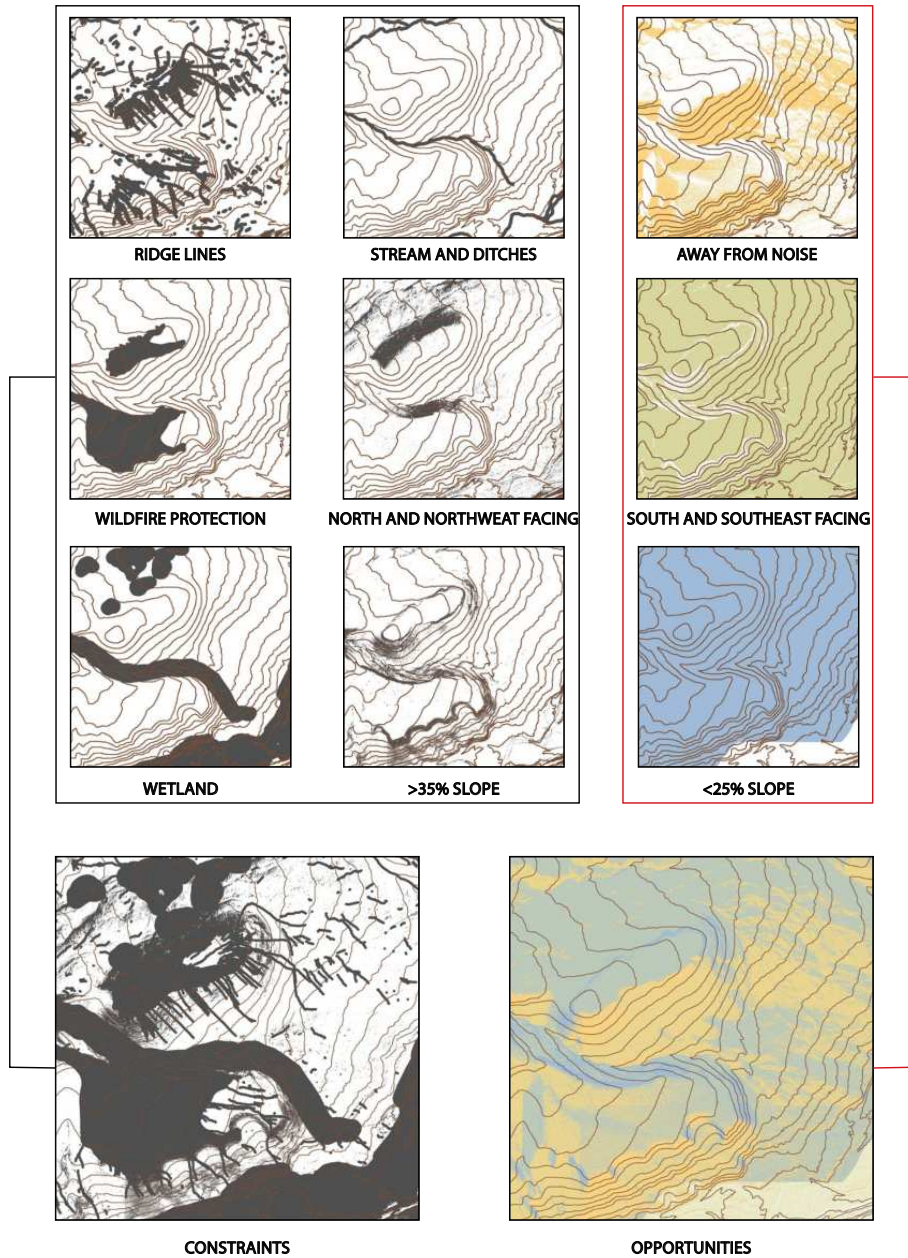 RIDGE LINES
STREAM AND DITCHES
AWAY FROM NOISE
WILDFIRE PROTECTION
NORTH AND NORTHWEAT FACING
SOUTH AND SOUTHEAST FACING
WETLAND
>35% SLOPE
<25% SLOPE
CONSTRAINTS
OPPORTUNITIES